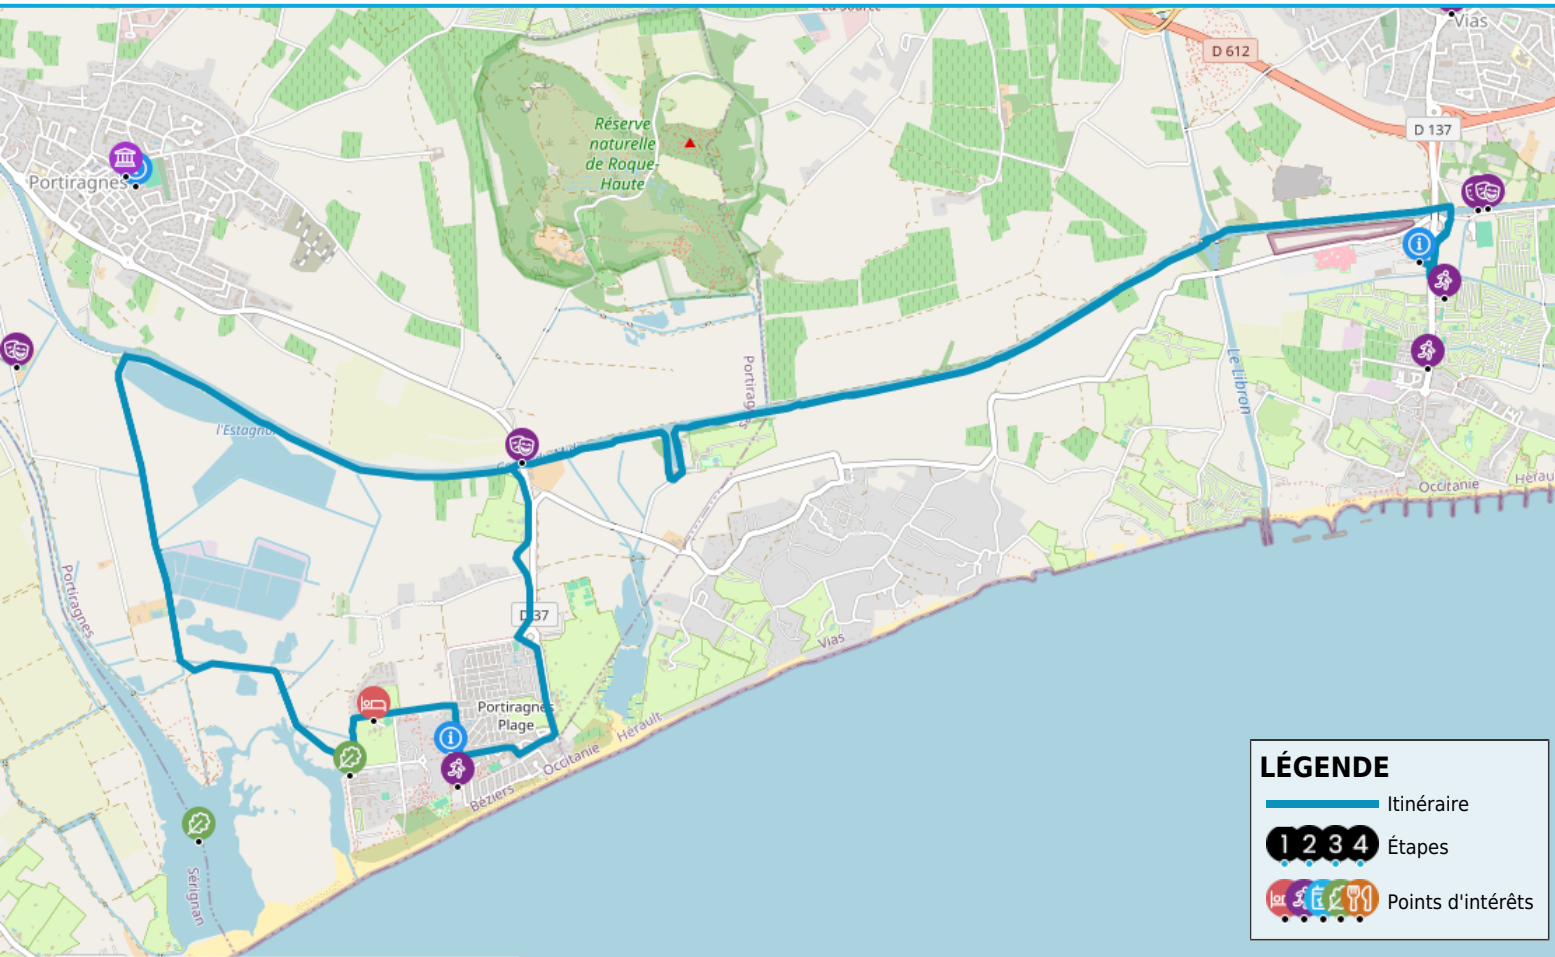 Vias
D 612
D 137
Réserve
naturelle
de Roque-
Haute
Portiragnes
Le Libron
l'Estagnol
Occitanie
Hérault
Portiragnes
D 37
Vias
Portiragnes
Plage
Occitanie
Hérault
Béziers
Sérignan
LÉGENDE
Itinéraire
1 2 3 4
Étapes
Points d'intérêts